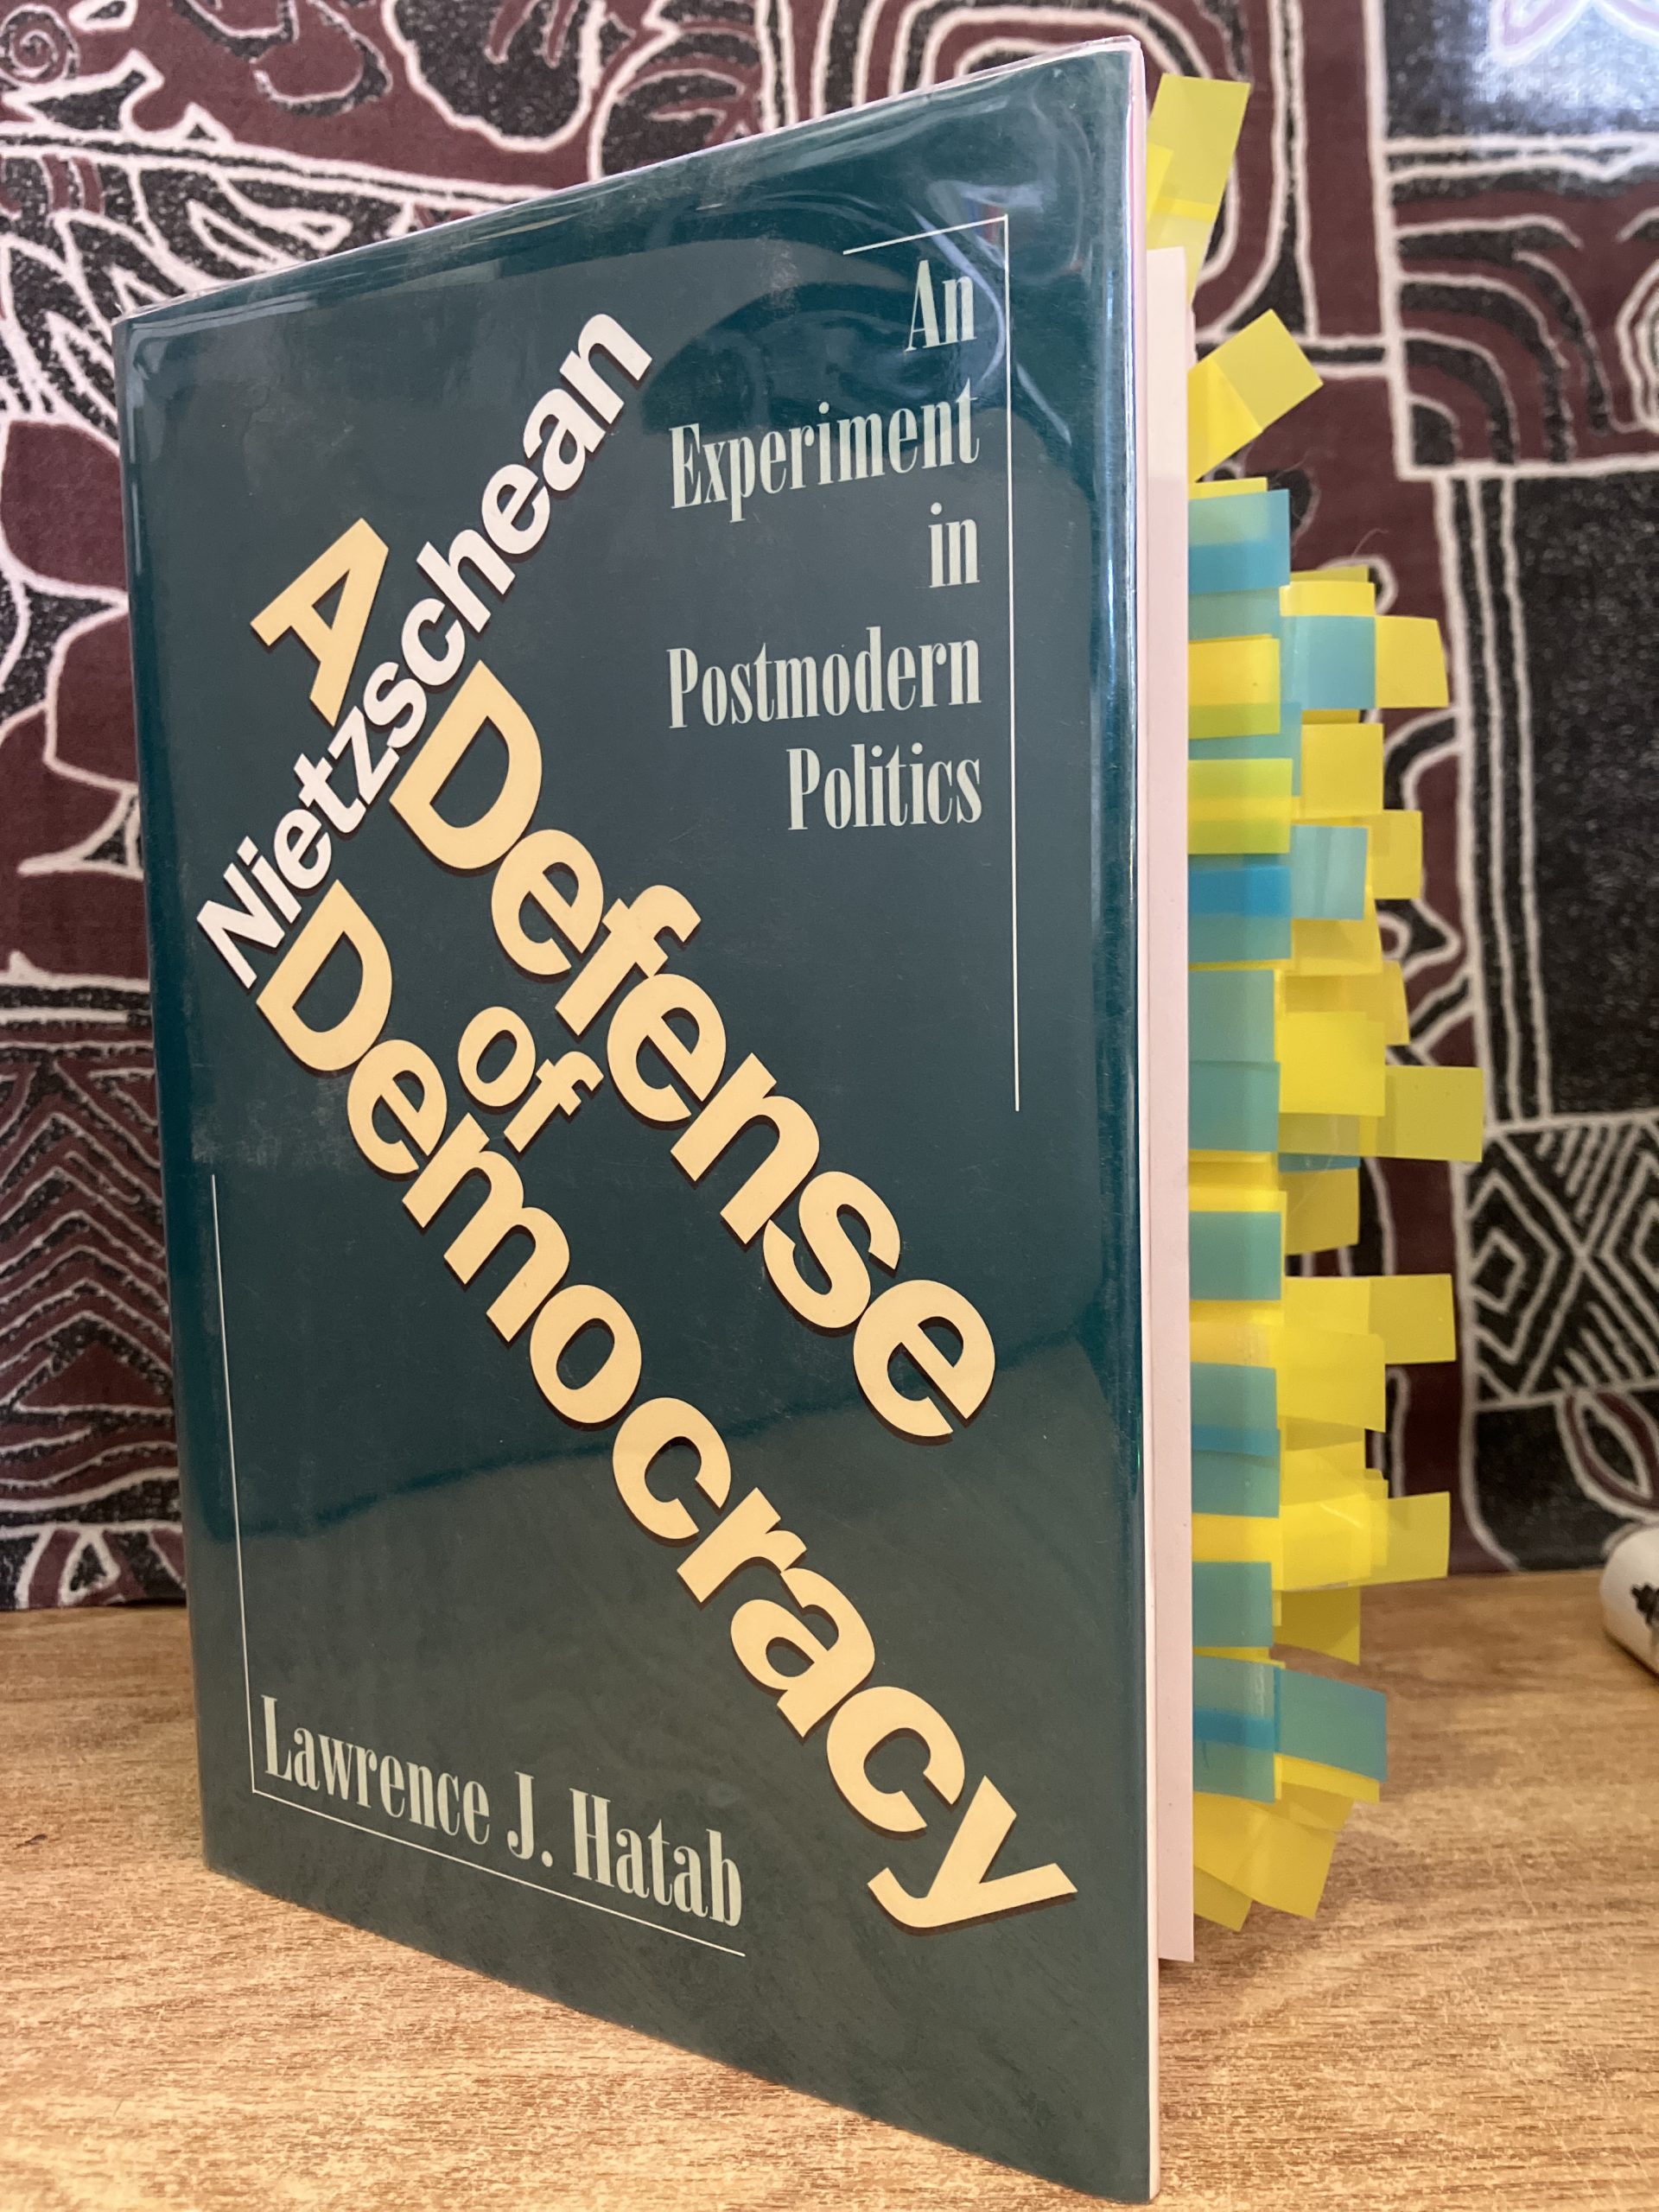 A
Nietzschean
Defense
of
Democracy
An
Experiment
in
Postmodern
Politics
Lawrence J. Hatab